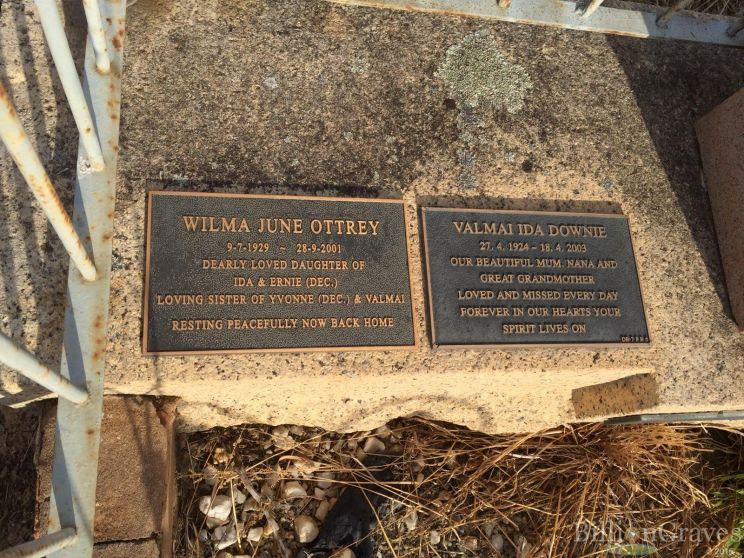 WILMA JUNE OTTREY
9-7-1929 ~ 28-9-2001
DEARLY LOVED DAUGHTER OF
IDA & ERNIE (DEC.)
LOVING SISTER OF YVONNE (DEC.) & VALMAI
RESTING PEACEFULLY NOW BACK HOME
VALMAI IDA DOWNIE
27. 4. 1924 ~ 18. 4. 2003
OUR BEAUTIFUL MUM, NANA AND
GREAT GRANDMOTHER
LOVED AND MISSED EVERY DAY
FOREVER IN OUR HEARTS YOUR
SPIRIT LIVES ON
BillionGraves